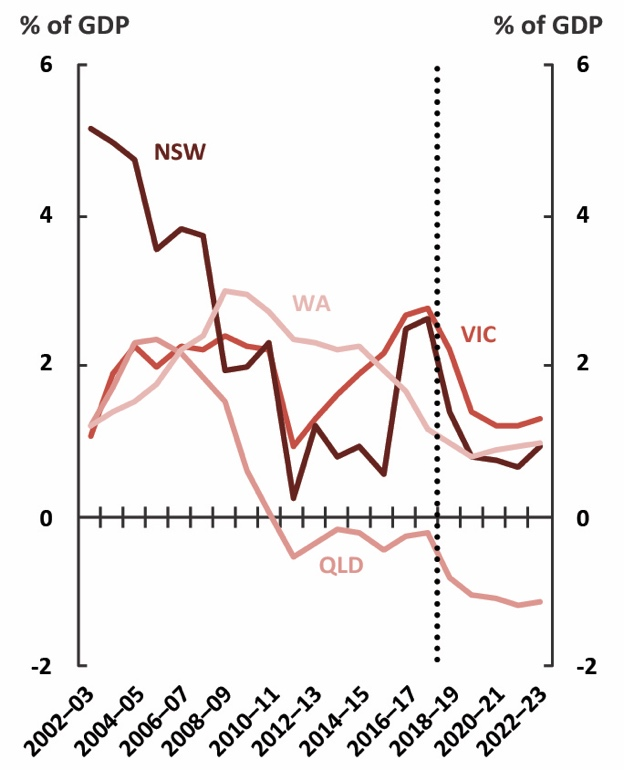 % of GDP % of GDP
6 6
NSW
4 4
WA
VIC
2 2
0 0
QLD
-2 -2
2002–03 2004–05 2006–07 2008–09 2010–11 2012–13 2014–15 2016–17 2018–19 2020–21 2022–23